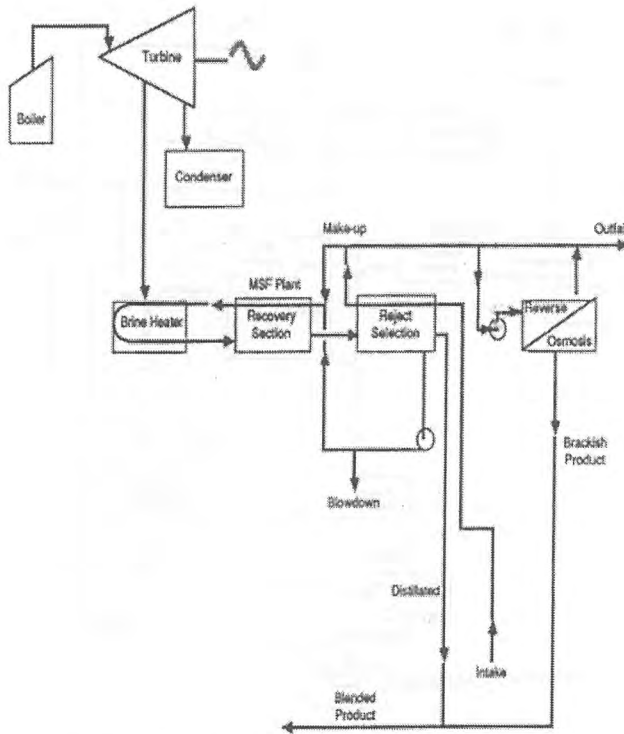 Turbine
Boiler
Condenser
Make-up
Outfall
MSF Plant
Brine Heater
Recovery
Section
Reject
Selection
Reverse
Osmosis
Brackish
Product
Blowdown
Distillated
Intake
Blended
Product